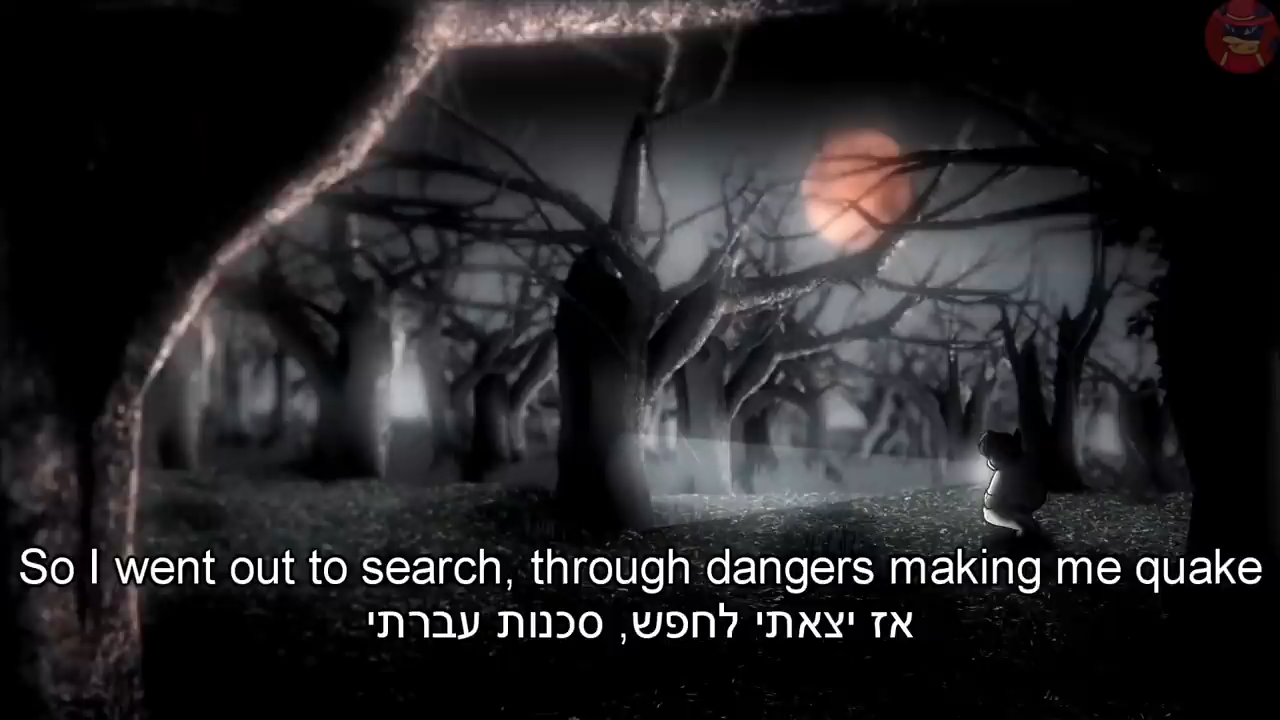 So I went out to search, through dangers making me quake
אז יצאתי לחפש, סכנות עברתי